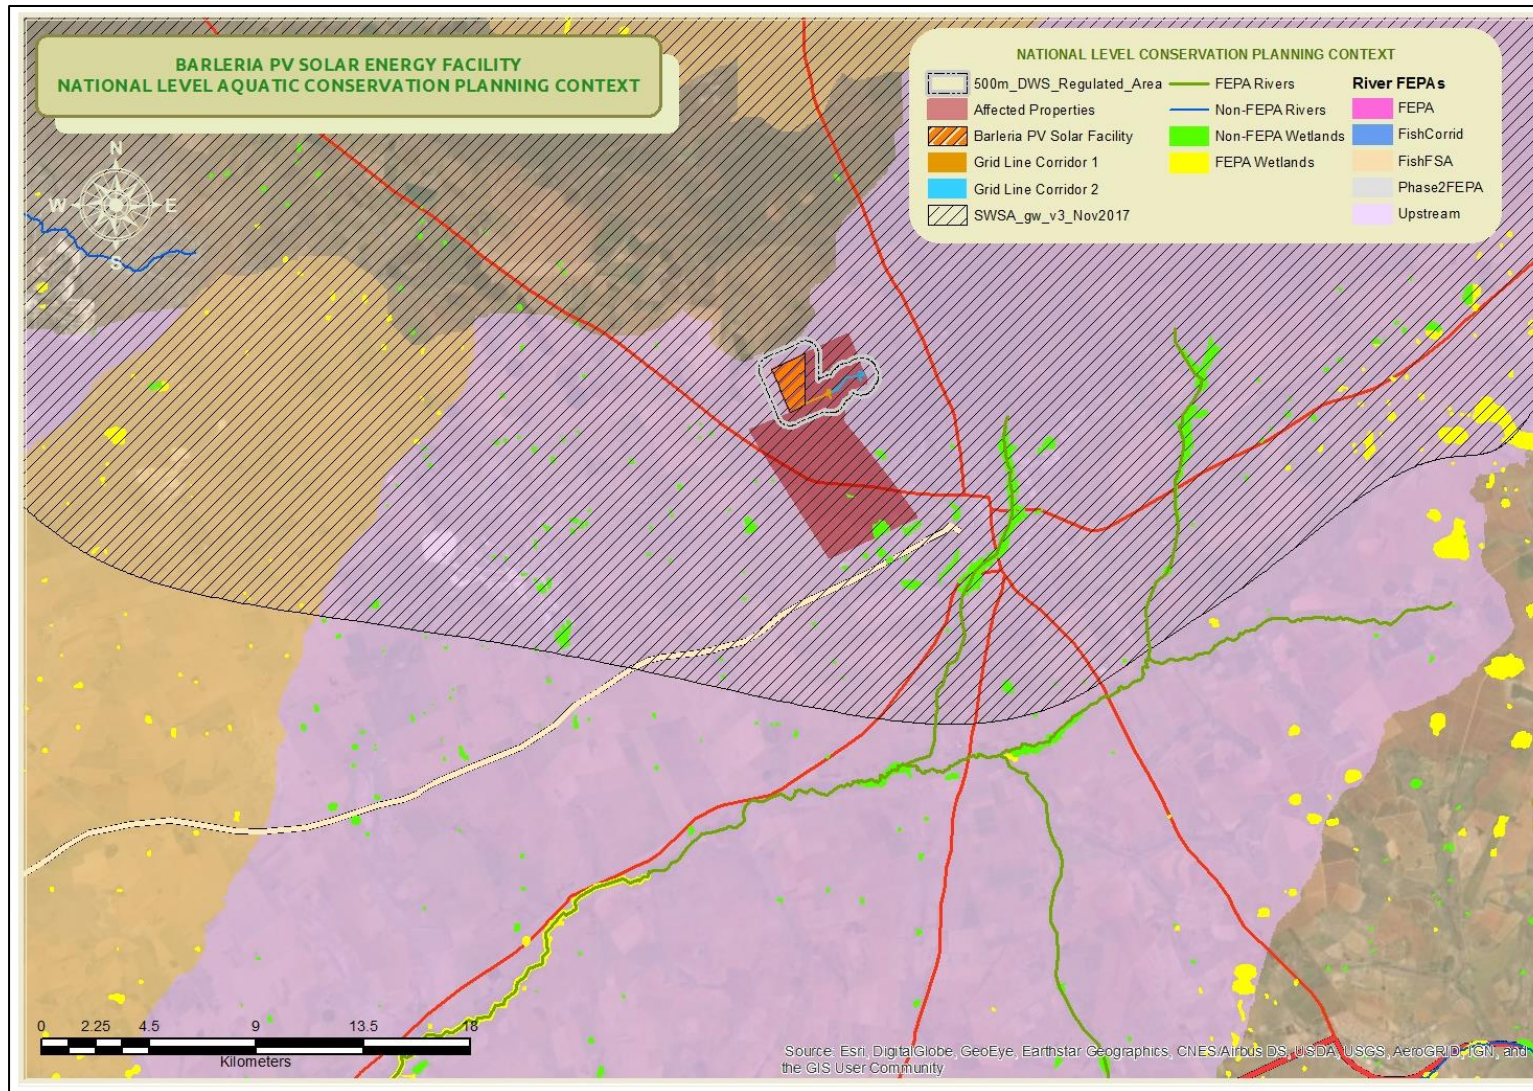 BARLERIA PV SOLAR ENERGY FACILITY
NATIONAL LEVEL AQUATIC CONSERVATION PLANNING CONTEXT
NATIONAL LEVEL CONSERVATION PLANNING CONTEXT
500m_DWS_Regulated_Area
Affected Properties
Barleria PV Solar Facility
Grid Line Corridor 1
Grid Line Corridor 2
SWSA_gw_v3_Nov2017
FEPA Rivers
Non-FEPA Rivers
Non-FEPA Wetlands
FEPA Wetlands
River FEPAs
FEPA
FishCorrid
FishFSA
Phase2FEPA
Upstream
N
W
E
S
0 2.25 4.5 9 13.5 18
Kilometers
Source: Esri, DigitalGlobe, GeoEye, Earthstar Geographics, CNES/Airbus DS, USDA, USGS, AeroGRID, IGN, and
the GIS User Community